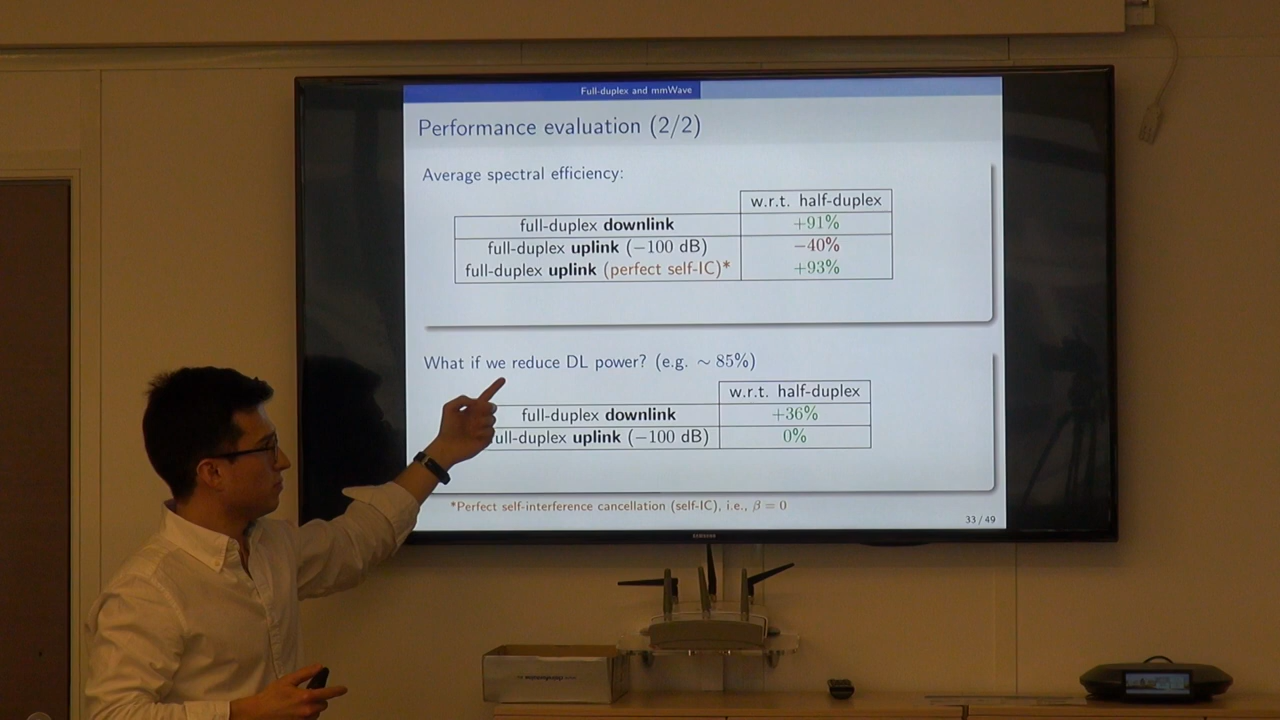 Full-duplex and mmWave
Performance evaluation (2/2)
Average spectral efficiency:
w.r.t. half-duplex
full-duplex downlink +91%
full-duplex uplink (−100 dB) −40%
full-duplex uplink (perfect self-IC)* +93%
What if we reduce DL power? (e.g. ∼ 85%)
w.r.t. half-duplex
full-duplex downlink +36%
full-duplex uplink (−100 dB) 0%
*Perfect self-interference cancellation (self-IC), i.e., β = 0
33 / 49
SAMSUNG